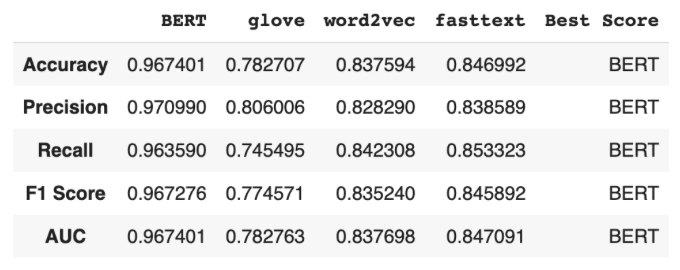 BERT glove word2vec fasttext Best Score
Accuracy 0.967401 0.782707 0.837594 0.846992 BERT
Precision 0.970990 0.806006 0.828290 0.838589 BERT
Recall 0.963590 0.745495 0.842308 0.853323 BERT
F1 Score 0.967276 0.774571 0.835240 0.845892 BERT
AUC 0.967401 0.782763 0.837698 0.847091 BERT